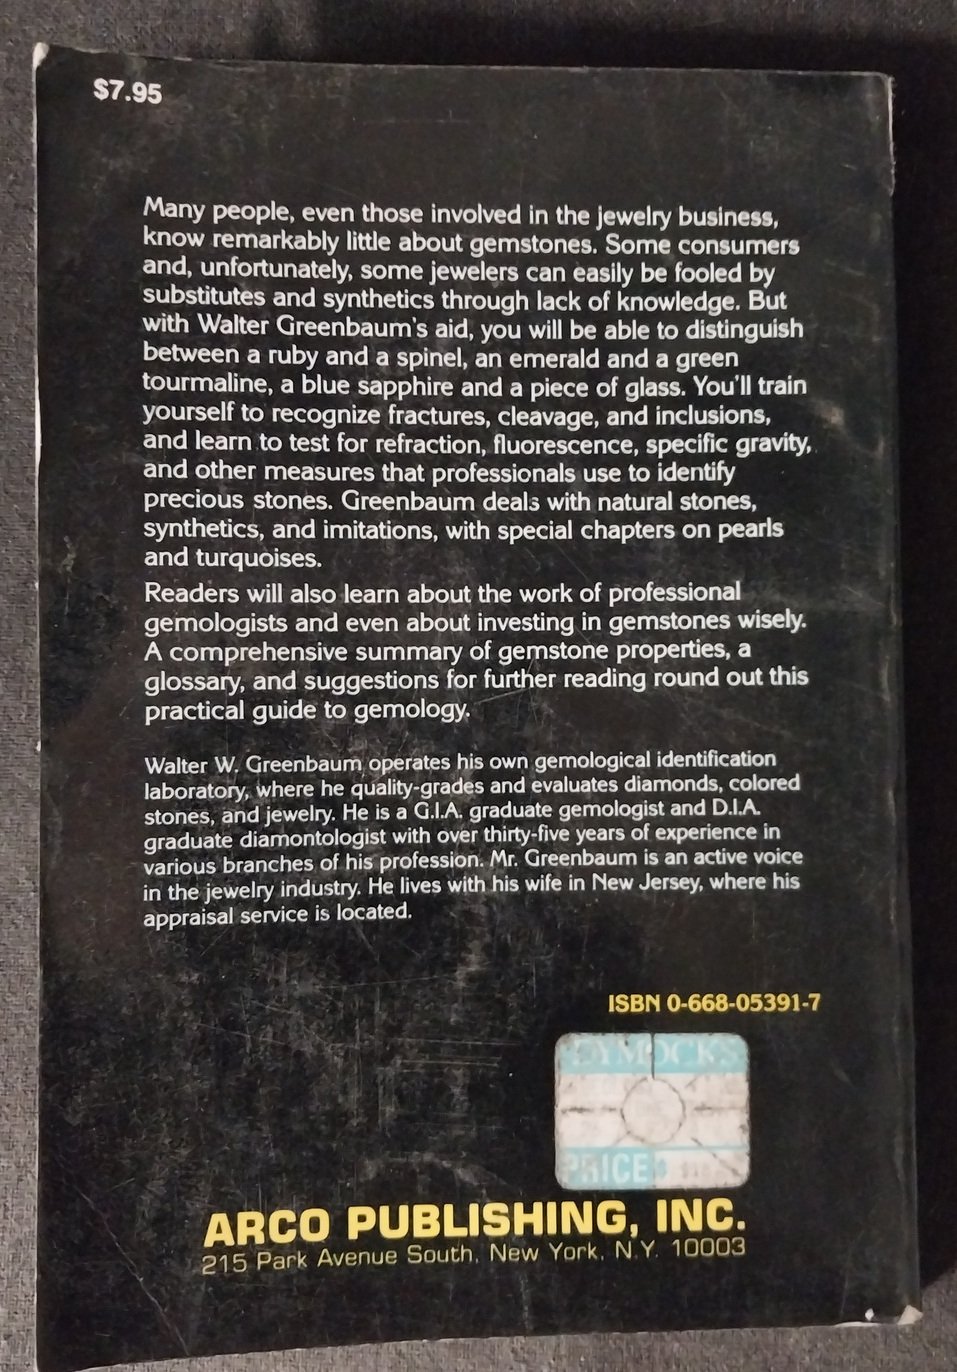 $7.95
Many people, even those involved in the jewelry business,
know remarkably little about gemstones. Some consumers
and, unfortunately, some jewelers can easily be fooled by
substitutes and synthetics through lack of knowledge. But
with Walter Greenbaum's aid, you will be able to distinguish
between a ruby and a spinel, an emerald and a green
tourmaline, a blue sapphire and a piece of glass. You'll train
yourself to recognize fractures, cleavage, and inclusions,
and learn to test for refraction, fluorescence, specific gravity,
and other measures that professionals use to identify
precious stones. Greenbaum deals with natural stones,
synthetics, and imitations, with special chapters on pearls
and turquoises.
Readers will also learn about the work of professional
gemologists and even about investing in gemstones wisely.
A comprehensive summary of gemstone properties, a
glossary, and suggestions for further reading round out this
practical guide to gemology.
Walter W. Greenbaum operates his own gemological identification
laboratory, where he quality-grades and evaluates diamonds, colored
stones, and jewelry. He is a G.I.A. graduate gemologist and D.I.A.
graduate diamontologist with over thirty-five years of experience in
various branches of his profession. Mr. Greenbaum is an active voice
in the jewelry industry. He lives with his wife in New Jersey, where his
appraisal service is located.
ISBN 0-668-05391-7
DYMOCKS
PRICE
ARCO PUBLISHING, INC.
215 Park Avenue South, New York, N.Y. 10003